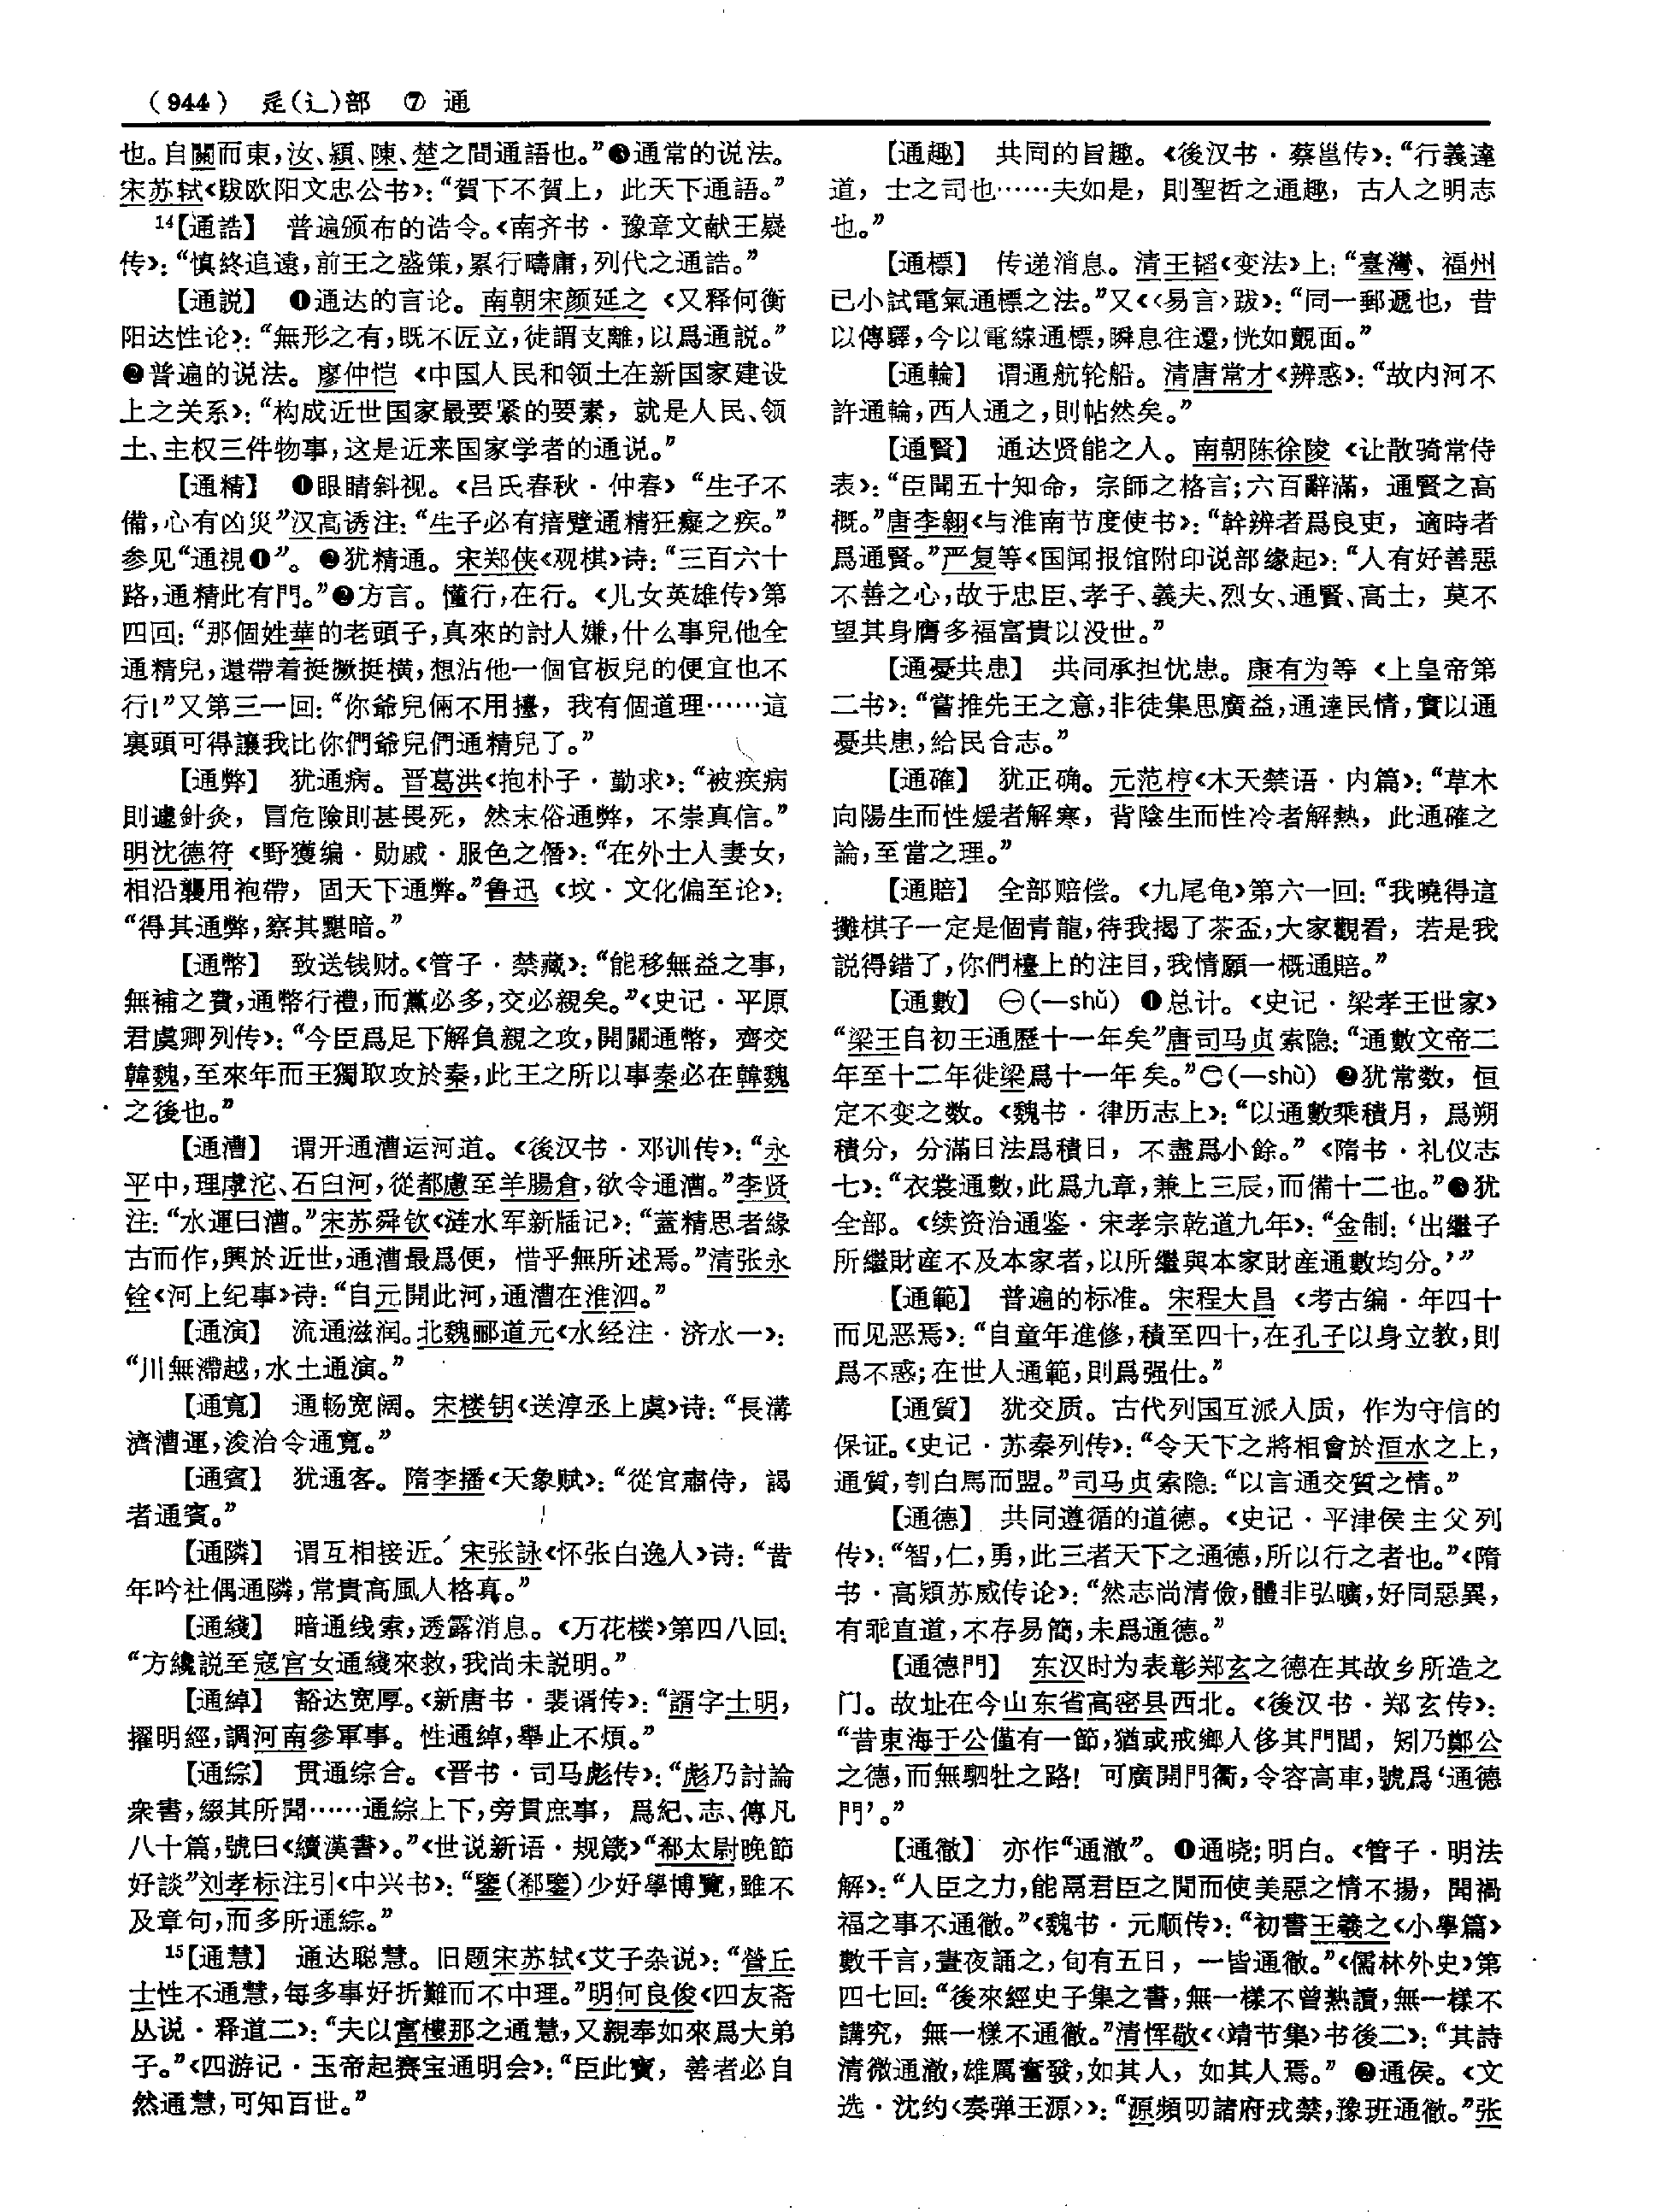 (944) 辵(辶)部 ⑦ 通
也。自關而東,汝、潁、陳、楚之間通語也。”❸通常的说法。
宋苏轼《跋欧阳文忠公书》:“賀下不賀上,此天下通語。”
14【通誥】 普遍颁布的诰令。《南齐书·豫章文献王嶷
传》:“慎終追遠,前王之盛策,累行疇庸,列代之通誥。”
【通説】 ❶通达的言论。南朝宋颜延之《又释何衡
阳达性论》:“無形之有,既不匠立,徒謂支離,以爲通説。”
❷普遍的说法。廖仲恺《中国人民和领土在新国家建设
上之关系》:“构成近世国家最要紧的要素,就是人民、领
土、主权三件物事,这是近来国家学者的通说。”
【通精】 ❶眼睛斜视。《吕氏春秋·仲春》“生子不
備,心有凶災”汉高诱注:“生子必有瘖躄通精狂癡之疾。”
参见“通視❶”。❷犹精通。宋郑侠《观棋》诗:“三百六十
路,通精此有門。”❷方言。懂行,在行。《儿女英雄传》第
四回:“那個姓華的老頭子,真來的討人嫌,什么事兒他全
通精兒,還帶着挺撅挺橫,想沾他一個官板兒的便宜也不
行!”又第三一回:“你爺兒倆不用擡,我有個道理……這
裏頭可得讓我比你們爺兒們通精兒了。”
【通弊】 犹通病。晋葛洪《抱朴子·勤求》:“被疾病
則遽針灸,冒危險則甚畏死,然末俗通弊,不崇真信。”
明沈德符《野獲编·勋戚·服色之僭》:“在外士人妻女,
相沿襲用袍帶,固天下通弊。”鲁迅《坟·文化偏至论》:
“得其通弊,察其黮暗。”
【通幣】 致送钱财。《管子·禁藏》:“能移無益之事,
無補之費,通幣行禮,而黨必多,交必親矣。”《史记·平原
君虞卿列传》:“今臣爲足下解負親之攻,開關通幣,齊交
韓魏,至來年而王獨取攻於秦,此王之所以事秦必在韓魏
之後也。”
【通漕】 谓开通漕运河道。《後汉书·邓训传》:“永
平中,理虖沱、石臼河,從都慮至羊腸倉,欲令通漕。”李贤
注:“水運曰漕。”宋苏舜钦《涟水军新牐记》:“蓋精思者緣
古而作,興於近世,通漕最爲便,惜乎無所述焉。”清张永
铨《河上纪事》诗:“自元開此河,通漕在淮泗。”
【通演】 流通滋润。北魏郦道元《水经注·济水一》:
“川無滯越,水土通演。”
【通寬】 通畅宽阔。宋楼钥《送淳丞上虞》诗:“長溝
濟漕運,浚治令通寬。”
【通賓】 犹通客。隋李播《天象赋》:“從官肅侍,謁
者通賓。”
【通隣】 谓互相接近。宋张詠《怀张白逸人》诗:“昔
年吟社偶通隣,常貴高風人格真。”
【通綫】 暗通线索,透露消息。《万花楼》第四八回:
“方纔説至寇宫女通綫來救,我尚未説明。”
【通綽】 豁达宽厚。《新唐书·裴谞传》:“諝字士明,
擢明經,調河南參軍事。性通綽,舉止不煩。”
【通綜】 贯通综合。《晋书·司马彪传》:“彪乃討論
衆書,綴其所聞……通綜上下,旁貫庶事,爲紀、志、傳凡
八十篇,號曰《續漢書》。”《世说新语·规箴》“郗太尉晚節
好談”刘孝标注引《中兴书》:“鑒(郗鑒)少好學博覽,雖不
及章句,而多所通綜。”
15【通慧】 通达聪慧。旧题宋苏轼《艾子杂说》:“營丘
士性不通慧,每多事好折難而不中理。”明何良俊《四友斋
丛说·释道二》:“夫以富樓那之通慧,又親奉如來爲大弟
子。”《四游记·玉帝起赛宝通明会》:“臣此寶,善者必自
然通慧,可知百世。”
【通趣】 共同的旨趣。《後汉书·蔡邕传》:“行義達
道,士之司也……夫如是,則聖哲之通趣,古人之明志
也。”
【通標】 传递消息。清王韬《变法》上:“臺灣、福州
已小試電氣通標之法。”又《〈易言〉跋》:“同一郵遞也,昔
以傳驛,今以電線通標,瞬息往還,恍如覿面。”
【通輪】 谓通航轮船。清唐常才《辨惑》:“故内河不
許通輪,西人通之,則帖然矣。”
【通賢】 通达贤能之人。南朝陈徐陵《让散骑常侍
表》:“臣聞五十知命,宗師之格言;六百辭滿,通賢之高
概。”唐李翱《与淮南节度使书》:“幹辨者爲良吏,適時者
爲通賢。”严复等《国闻报馆附印说部缘起》:“人有好善惡
不善之心,故于忠臣、孝子、義夫、烈女、通賢、高士,莫不
望其身膺多福富貴以没世。”
【通憂共患】 共同承担忧患。康有为等《上皇帝第
二书》:“嘗推先王之意,非徒集思廣益,通達民情,實以通
憂共患,給民合志。”
【通確】 犹正确。元范梈《木天禁语·内篇》:“草木
向陽生而性煖者解寒,背陰生而性冷者解熱,此通確之
論,至當之理。”
【通賠】 全部赔偿。《九尾龟》第六一回:“我曉得這
攤棋子一定是個青龍,待我揭了茶盃,大家觀看,若是我
説得錯了,你們檯上的注目,我情願一概通賠。”
【通數】 ㊀(—shǔ) ❶总计。《史记·梁孝王世家》
“梁王自初王通歷十一年矣”唐司马贞索隐:“通數文帝二
年至十二年徙梁爲十一年矣。”㊁(—shù) ❷犹常数,恒
定不变之数。《魏书·律历志上》:“以通數乘積月,爲朔
積分,分滿日法爲積日,不盡爲小餘。”《隋书·礼仪志
七》:“衣裳通數,此爲九章,兼上三辰,而備十二也。”❸犹
全部。《续资治通鉴·宋孝宗乾道九年》:“金制:‘出繼子
所繼財産不及本家者,以所繼與本家財産通數均分。’”
【通範】 普遍的标准。宋程大昌《考古编·年四十
而见恶焉》:“自童年進修,積至四十,在孔子以身立教,則
爲不惑;在世人通範,則爲强仕。”
【通質】 犹交质。古代列国互派人质,作为守信的
保证。《史记·苏秦列传》:“令天下之將相會於洹水之上,
通質,刳白馬而盟。”司马贞索隐:“以言通交質之情。”
【通德】 共同遵循的道德。《史记·平津侯主父列
传》:“智,仁,勇,此三者天下之通德,所以行之者也。”《隋
书·高熲苏威传论》:“然志尚清儉,體非弘曠,好同惡異,
有乖直道,不存易簡,未爲通德。”
【通德門】 东汉时为表彰郑玄之德在其故乡所造之
门。故址在今山东省高密县西北。《後汉书·郑玄传》:
“昔東海于公僅有一節,猶或戒鄉人侈其門閭,矧乃鄭公
之德,而無駟牡之路!可廣開門衢,令容高車,號爲‘通德
門’。”
【通徹】 亦作“通澈”。❶通晓;明白。《管子·明法
解》:“人臣之力,能鬲君臣之間而使美惡之情不揚,聞禍
福之事不通徹。”《魏书·元顺传》:“初書王羲之《小學篇》
數千言,晝夜誦之,旬有五日,一皆通徹。”《儒林外史》第
四七回:“後來經史子集之書,無一樣不曾熟讀,無一樣不
講究,無一樣不通徹。”清恽敬《〈靖节集〉书後二》:“其詩
清微通澈,雄厲奮發,如其人,如其人焉。”❷通侯。《文
选·沈约〈奏弹王源〉》:“源頻叨諸府戎禁,豫班通徹。”张